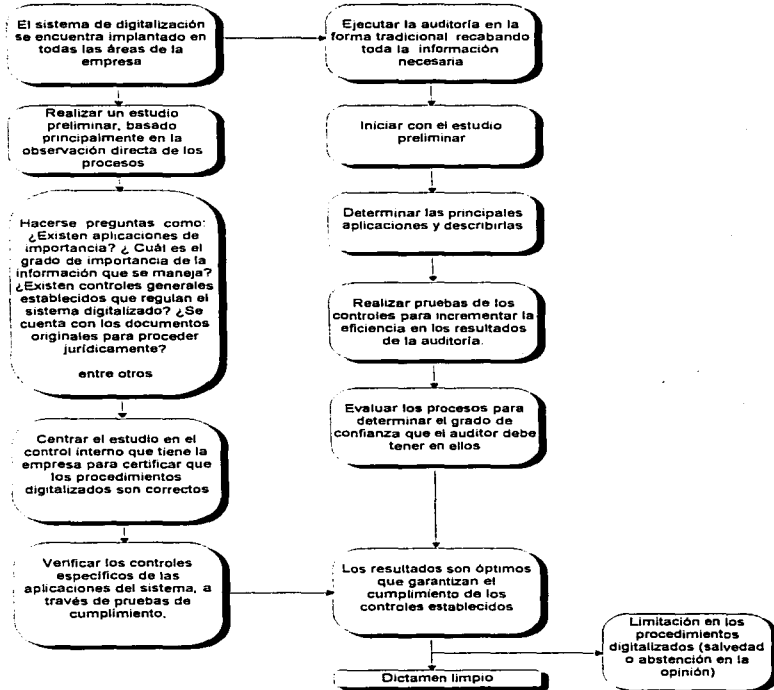 El sistema de digitalización
se encuentra implantado en
todas las áreas de la
empresa
Realizar un estudio
preliminar, basado
principalmente en la
observación directa de los
procesos
Hacerse preguntas como:
¿Existen aplicaciones de
importancia? ¿ Cuál es el
grado de importancia de la
información que se maneja?
¿Existen controles generales
establecidos que regulan el
sistema digitalizado? ¿Se
cuenta con los documentos
originales para proceder
jurídicamente?
entre otros
Centrar el estudio en el
control interno que tiene la
empresa para certificar que
los procedimientos
digitalizados son correctos
Verificar los controles
específicos de las
aplicaciones del sistema, a
través de pruebas de
cumplimiento.
Ejecutar la auditoría en la
forma tradicional recabando
toda la información
necesaria
Iniciar con el estudio
preliminar
Determinar las principales
aplicaciones y describirlas
Realizar pruebas de los
controles para incrementar la
eficiencia en los resultados
de la auditoría.
Evaluar los procesos para
determinar el grado de
confianza que el auditor debe
tener en ellos
Los resultados son óptimos
que garantizan el
cumplimiento de los
controles establecidos
Dictamen limpio
Limitación en los
procedimientos
digitalizados (salvedad
o abstención en la
opinión)